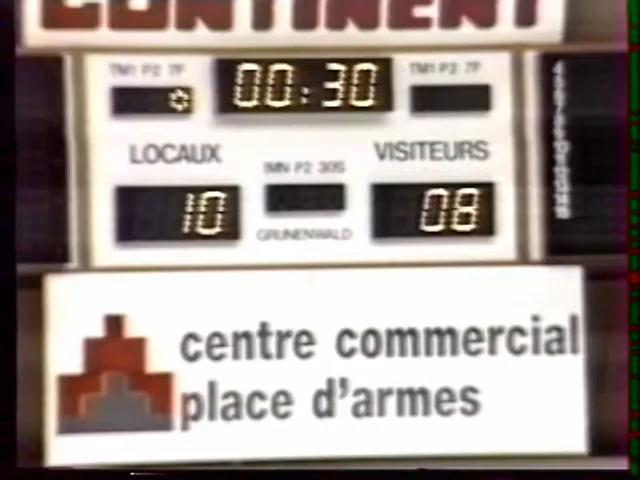 CONTINENT
TM1 P2 7F
00:30
TM1 P2 7F
LOCAUX
VISITEURS
IMN P2 30S
10
08
GRUNENWALD
centre commercial
place d'armes